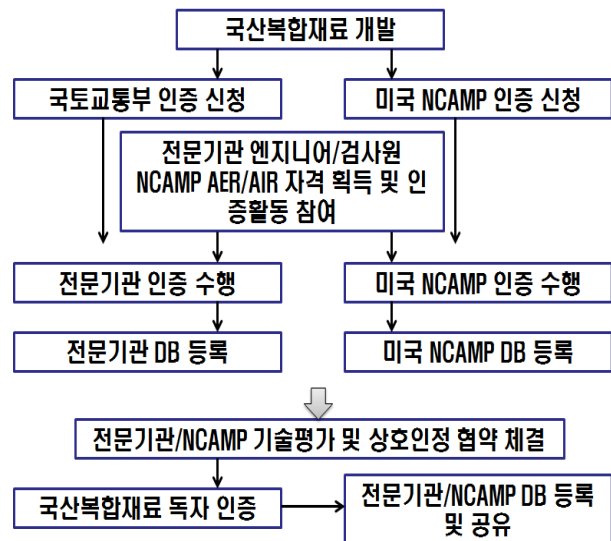 국산복합재료 개발
국토교통부 인증 신청
미국 NCAMP 인증 신청
전문기관 엔지니어/검사원
NCAMP AER/AIR 자격 획득 및 인
증활동 참여
전문기관 인증 수행
미국 NCAMP 인증 수행
전문기관 DB 등록
미국 NCAMP DB 등록
전문기관/NCAMP 기술평가 및 상호인정 협약 체결
국산복합재료 독자 인증
전문기관/NCAMP DB 등록
및 공유